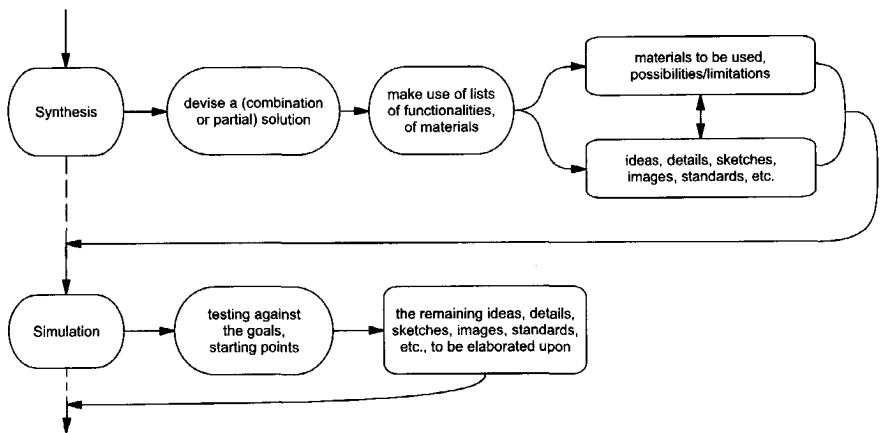 Synthesis
devise a (combination
or partial) solution
make use of lists
of functionalities,
of materials
materials to be used,
possibilities/limitations
ideas, details, sketches,
images, standards, etc.
Simulation
testing against
the goals,
starting points
the remaining ideas, details,
sketches, images, standards,
etc., to be elaborated upon